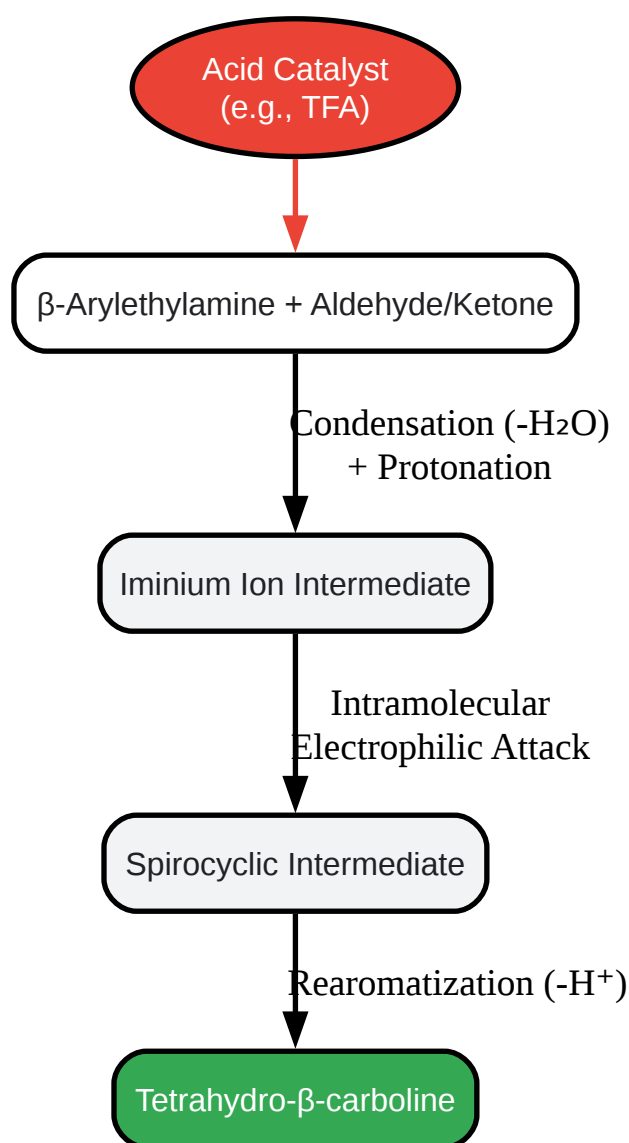 Acid Catalyst
(e.g., TFA)
β-Arylethylamine + Aldehyde/Ketone
Condensation (-H₂O)
+ Protonation
Iminium Ion Intermediate
Intramolecular
Electrophilic Attack
Spirocyclic Intermediate
Rearomatization (-H⁺)
Tetrahydro-β-carboline